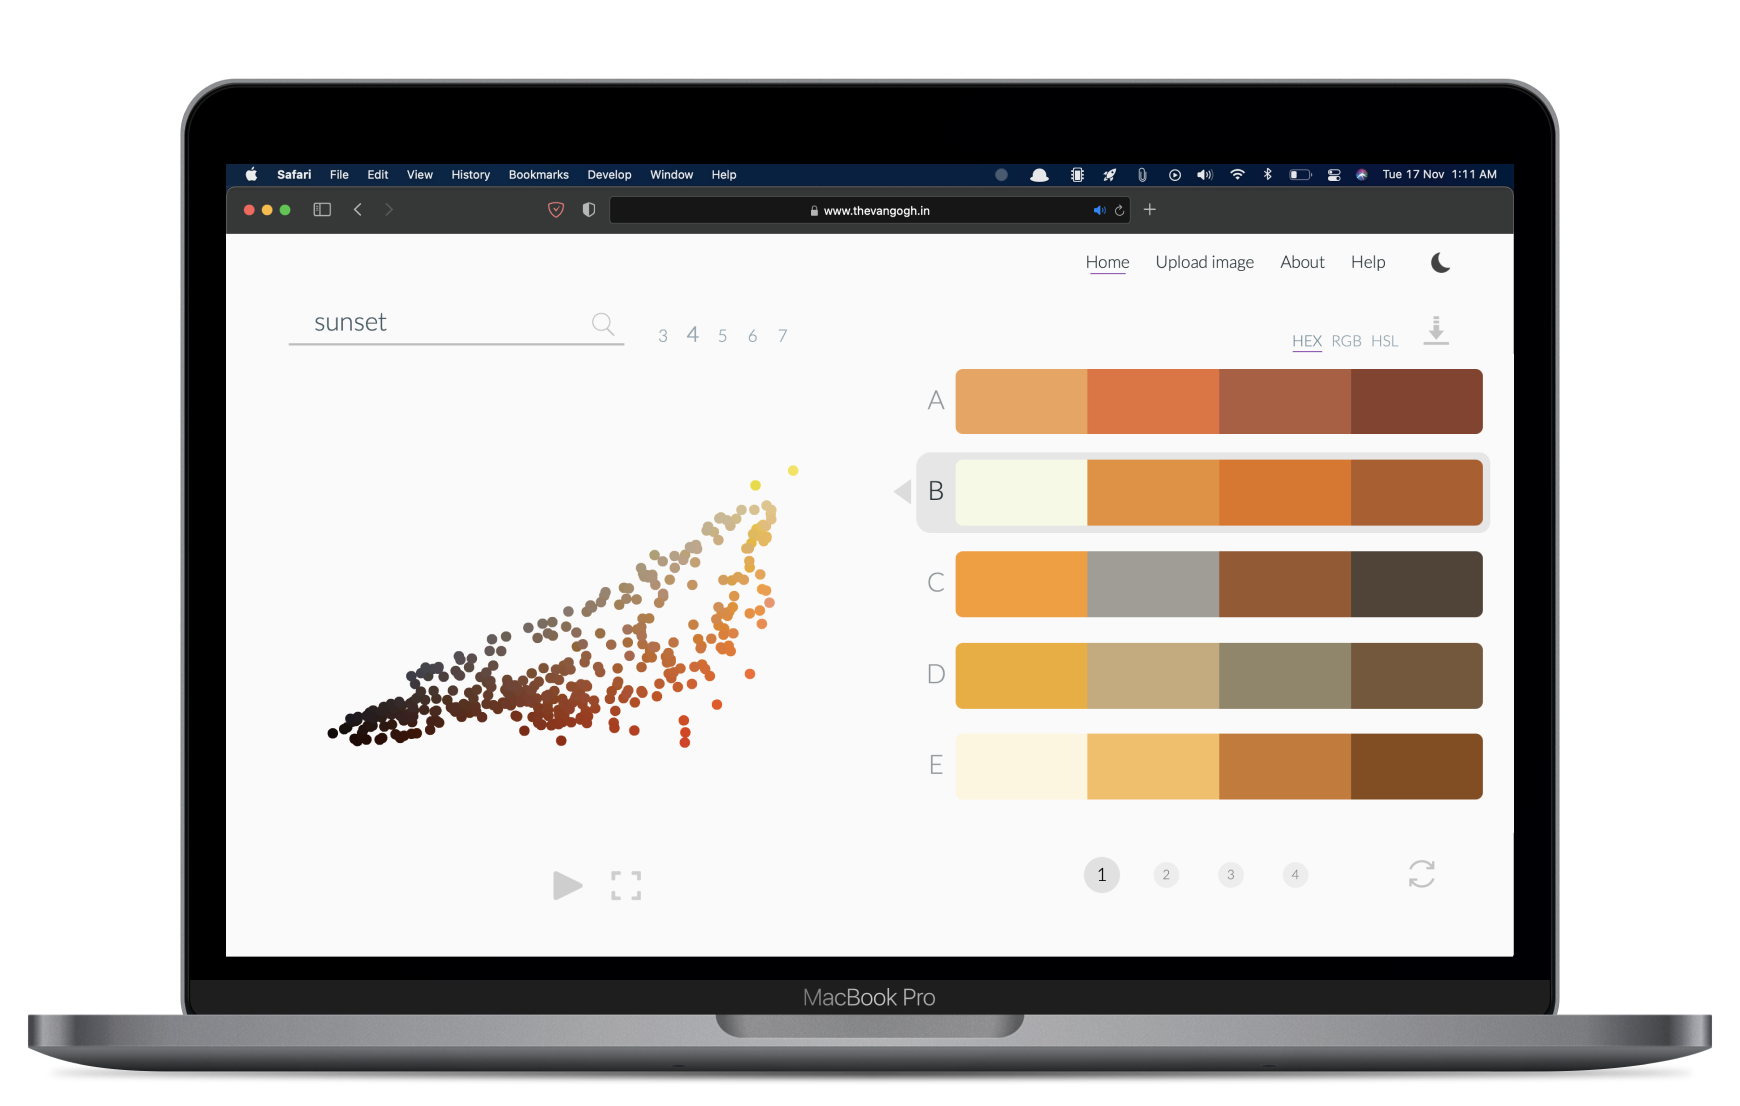 Safari File Edit View History Bookmarks Develop Window Help Tue 17 Nov 1:11 AM
www.thevangogh.in
Home Upload image About Help
sunset
3 4 5 6 7
HEX RGB HSL
A
B
C
D
E
1 2 3 4
MacBook Pro